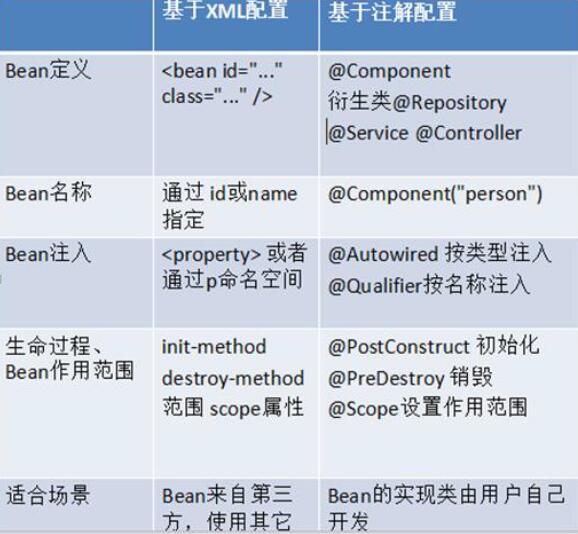 基于XML配置
基于注解配置
Bean定义
<bean id="..."
class="..." />
@Component
衍生类@Repository
@Service @Controller
Bean名称
通过 id或name
指定
@Component("person")
Bean注入
<property> 或者
通过p命名空间
@Autowired 按类型注入
@Qualifier按名称注入
生命过程、
Bean作用范围
init-method
destroy-method
范围 scope属性
@PostConstruct 初始化
@PreDestroy 销毁
@Scope设置作用范围
适合场景
Bean来自第三
方，使用其它
Bean的实现类由用户自己
开发